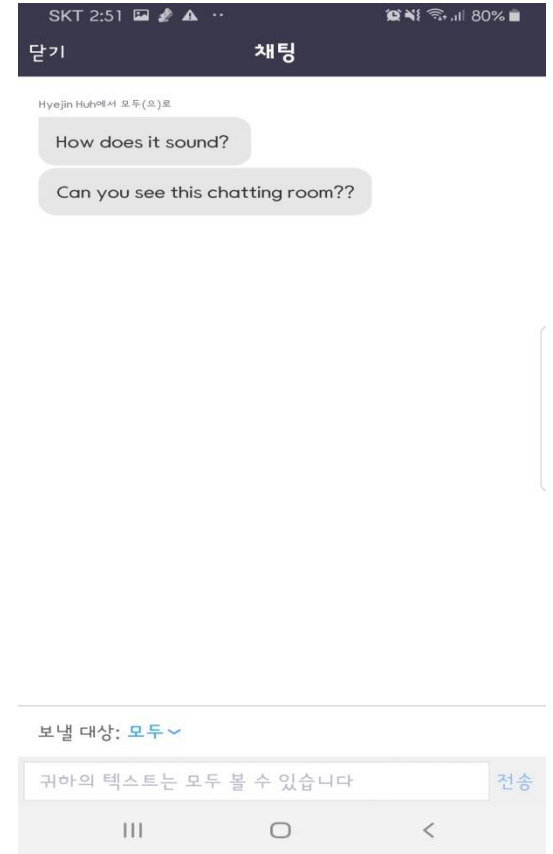 SKT 2:51 80%
닫기 채팅
Hyejin Huh에서 모두(으)로
How does it sound?
Can you see this chatting room??
보낼 대상: 모두
귀하의 텍스트는 모두 볼 수 있습니다 전송